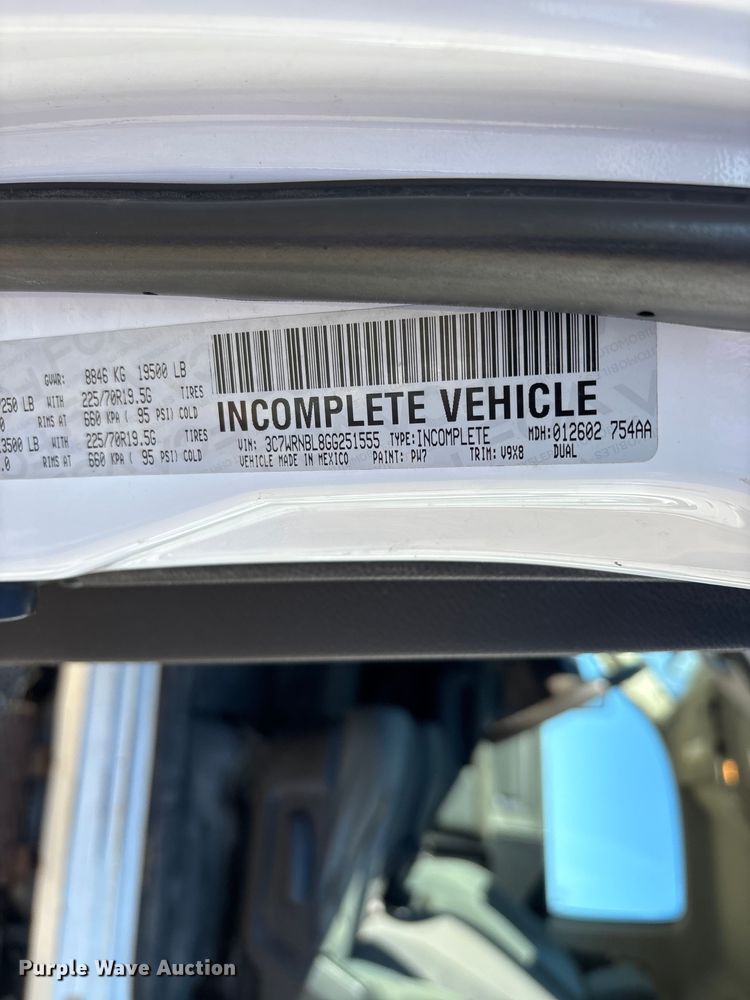 GVWR: 8846 KG 19500 LB
250 LB WITH 225/70R19.5G TIRES
0 RIMS AT 660 KPA ( 95 PSI) COLD
3500 LB WITH 225/70R19.5G TIRES
.0 RIMS AT 660 KPA ( 95 PSI) COLD
INCOMPLETE VEHICLE
VIN: 3C7WRNBL8GG251555 TYPE: INCOMPLETE MDH: 012602 754AA
VEHICLE MADE IN MEXICO PAINT: PW7 TRIM: V9X8 DUAL
Purple Wave Auction